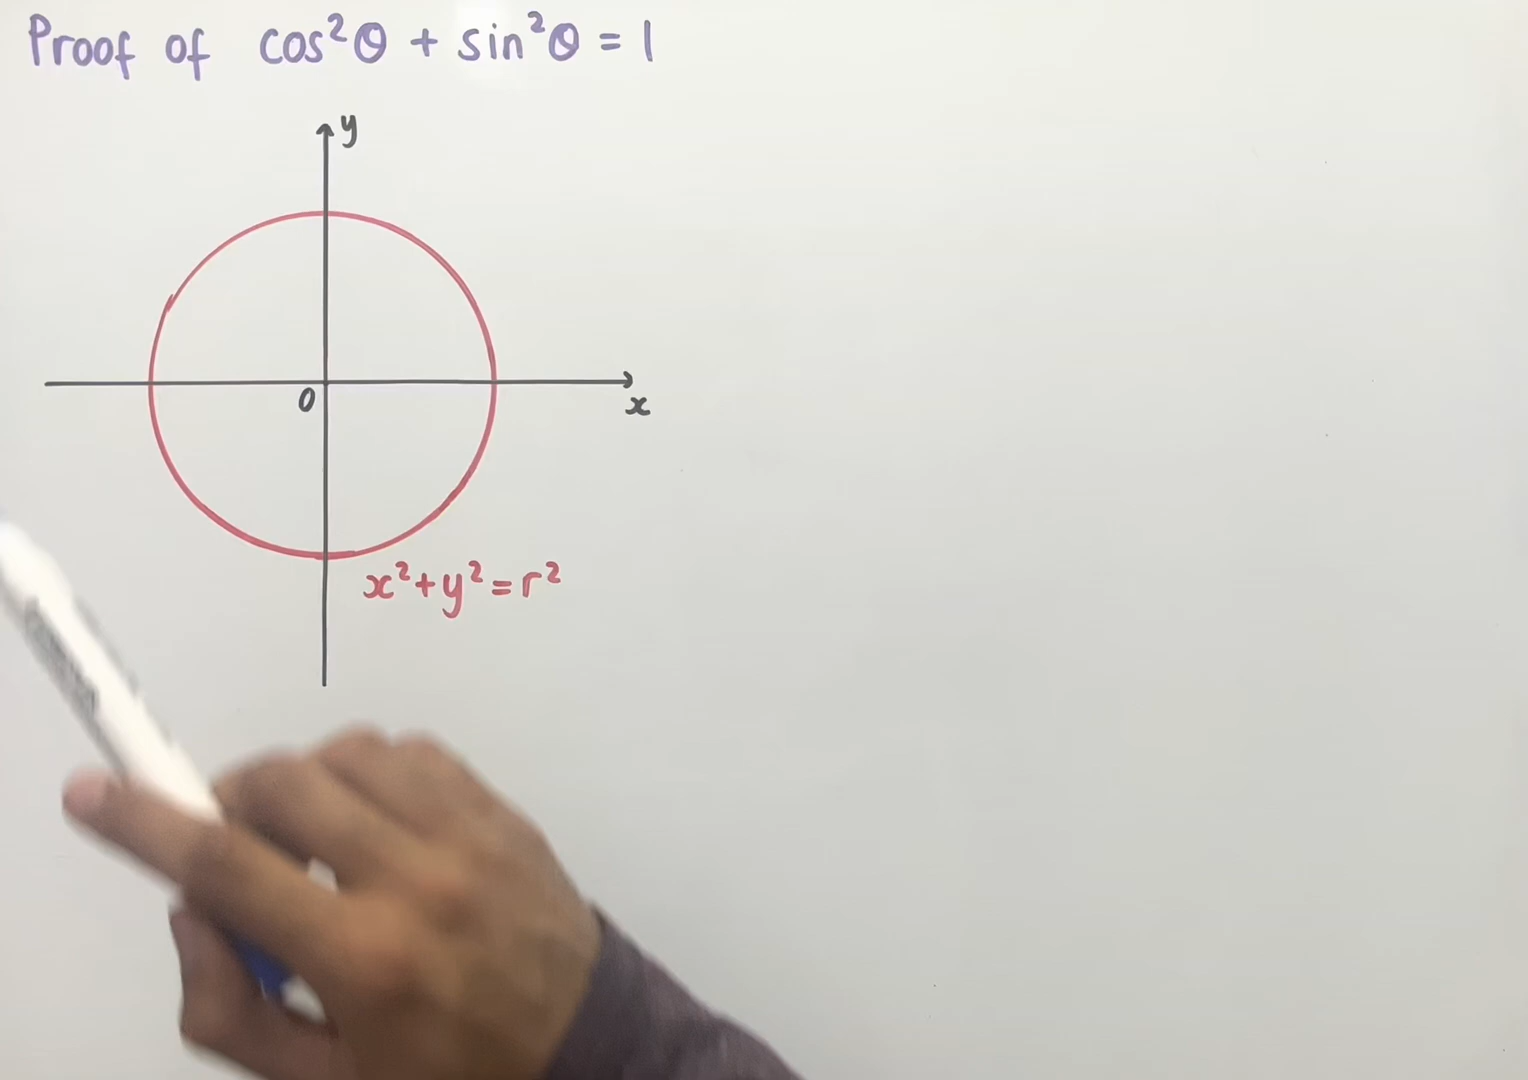 Proof of cos²θ + sin²θ = 1
y
0
x
x² + y² = r²